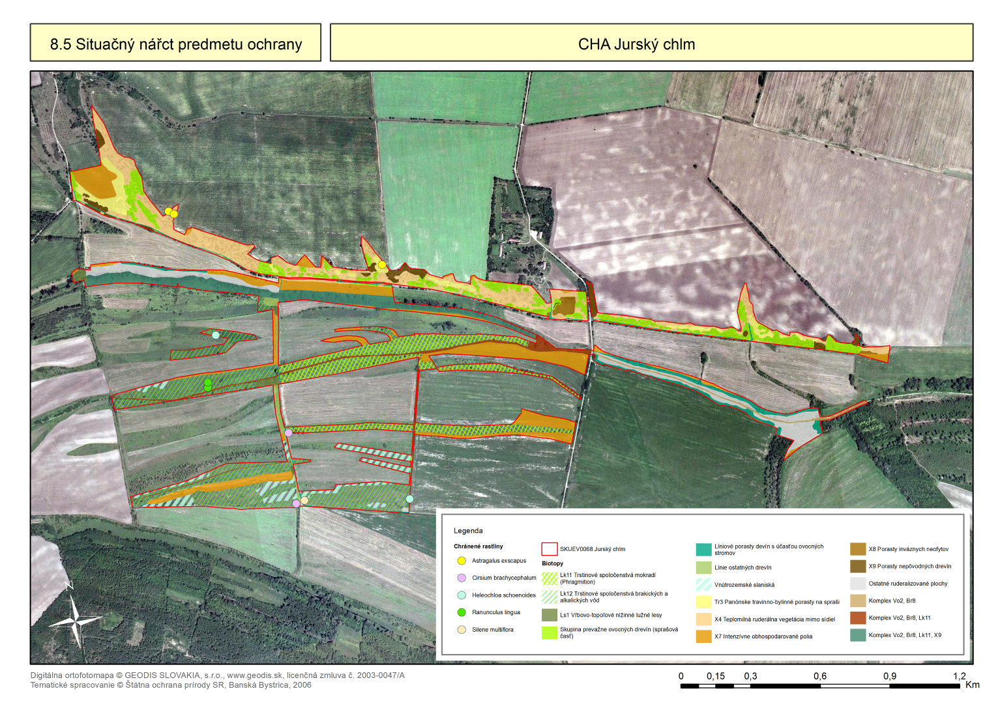 8.5 Situačný nářct predmetu ochrany
CHA Jurský chlm
N
Legenda
Chránené rastliny
Astragalus exscapus
Cirsium brachycephalum
Heleochloa schoenoides
Ranunculus lingua
Silene multiflora
SKUEV0068 Jurský chlm
Biotopy
Lk11 Trstinové spoločenstvá mokradí
(Phragmition)
Lk12 Trstinové spoločenstvá brakických a
alkalických vôd
Ls1 Vŕbovo-topoľové nížinné lužné lesy
Skupina prevažne ovocných drevín (sprašová
časť)
Líniové porasty devín s účasťou ovocných
stromov
Línie ostatných drevín
Vnútrozemské slaniská
Tr3 Panónske travinno-bylinné porasty na spraši
X4 Teplomilná ruderálna vegetácia mimo sídiel
X7 Intenzívne obhospodarované polia
X8 Porasty inváznych neofytov
X9 Porasty nepôvodných drevín
Ostatné ruderalizované plochy
Komplex Vo2, Br8
Komplex Vo2, Br8, Lk11
Komplex Vo2, Br8, Lk11, X9
Digitálna ortofotomapa © GEODIS SLOVAKIA, s.r.o., www.geodis.sk, licenčná zmluva č. 2003-0047/A
Tematické spracovanie © Štátna ochrana prírody SR, Banská Bystrica, 2006
0 0,15 0,3 0,6 0,9 1,2
Km